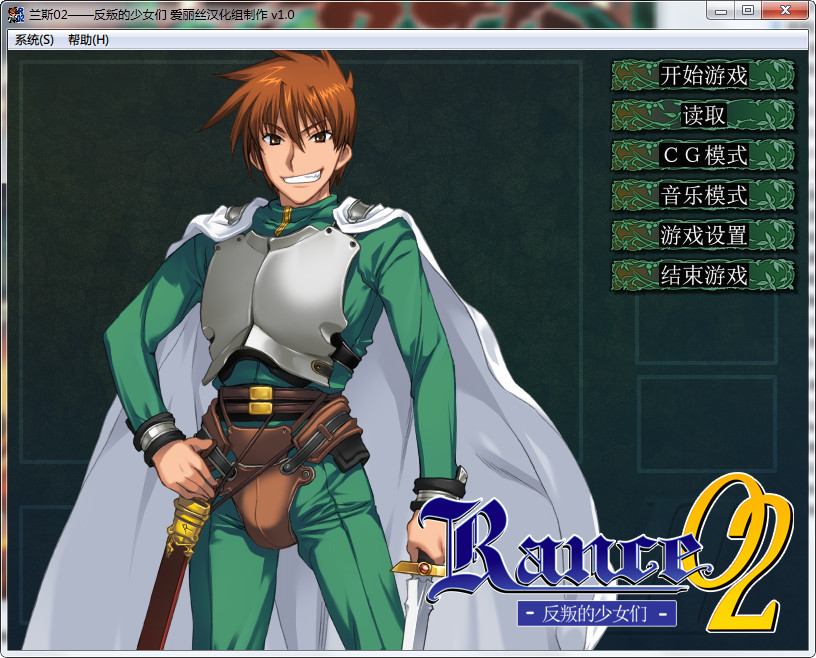 兰斯02——反叛的少女们 爱丽丝汉化组制作 v1.0
系统(S) 帮助(H)
开始游戏
读取
ＣＧ模式
音乐模式
游戏设置
结束游戏
Rance 02
- 反叛的少女们 -